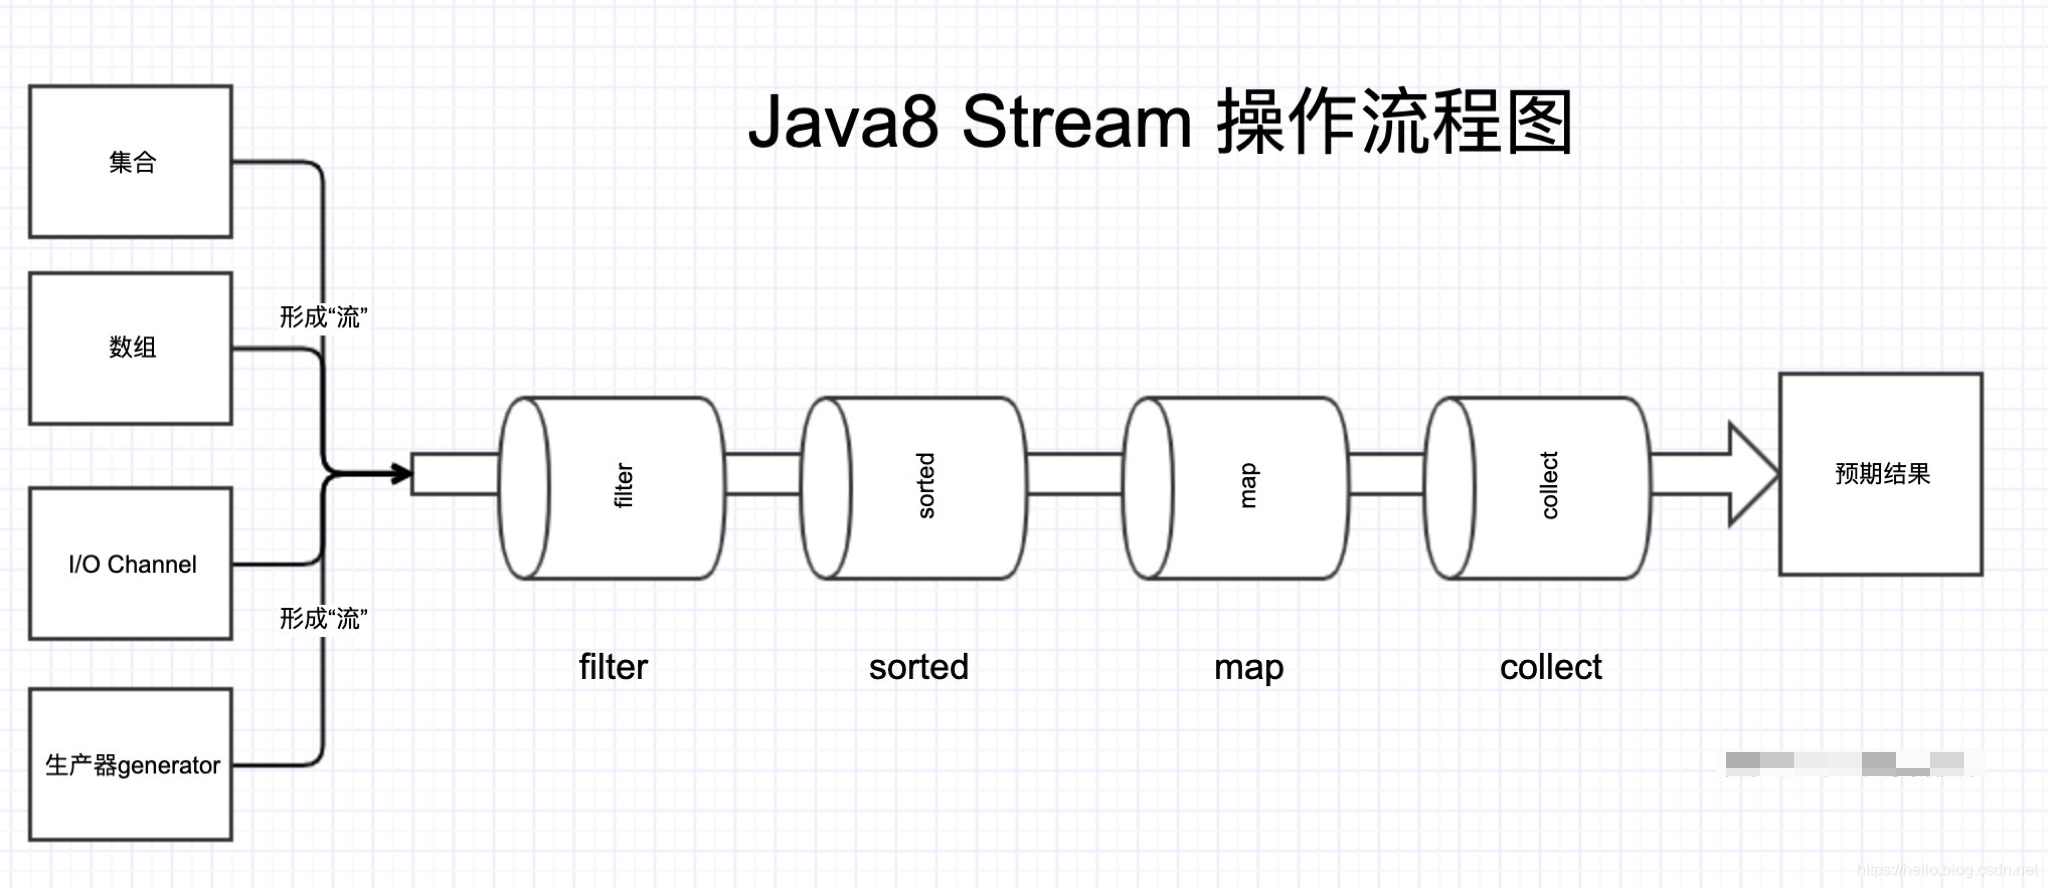 Java8 Stream 操作流程图
集合
数组
I/O Channel
生产器generator
形成“流”
形成“流”
filter
sorted
map
collect
预期结果
filter
sorted
map
collect
https://hello.blog.csdn.net